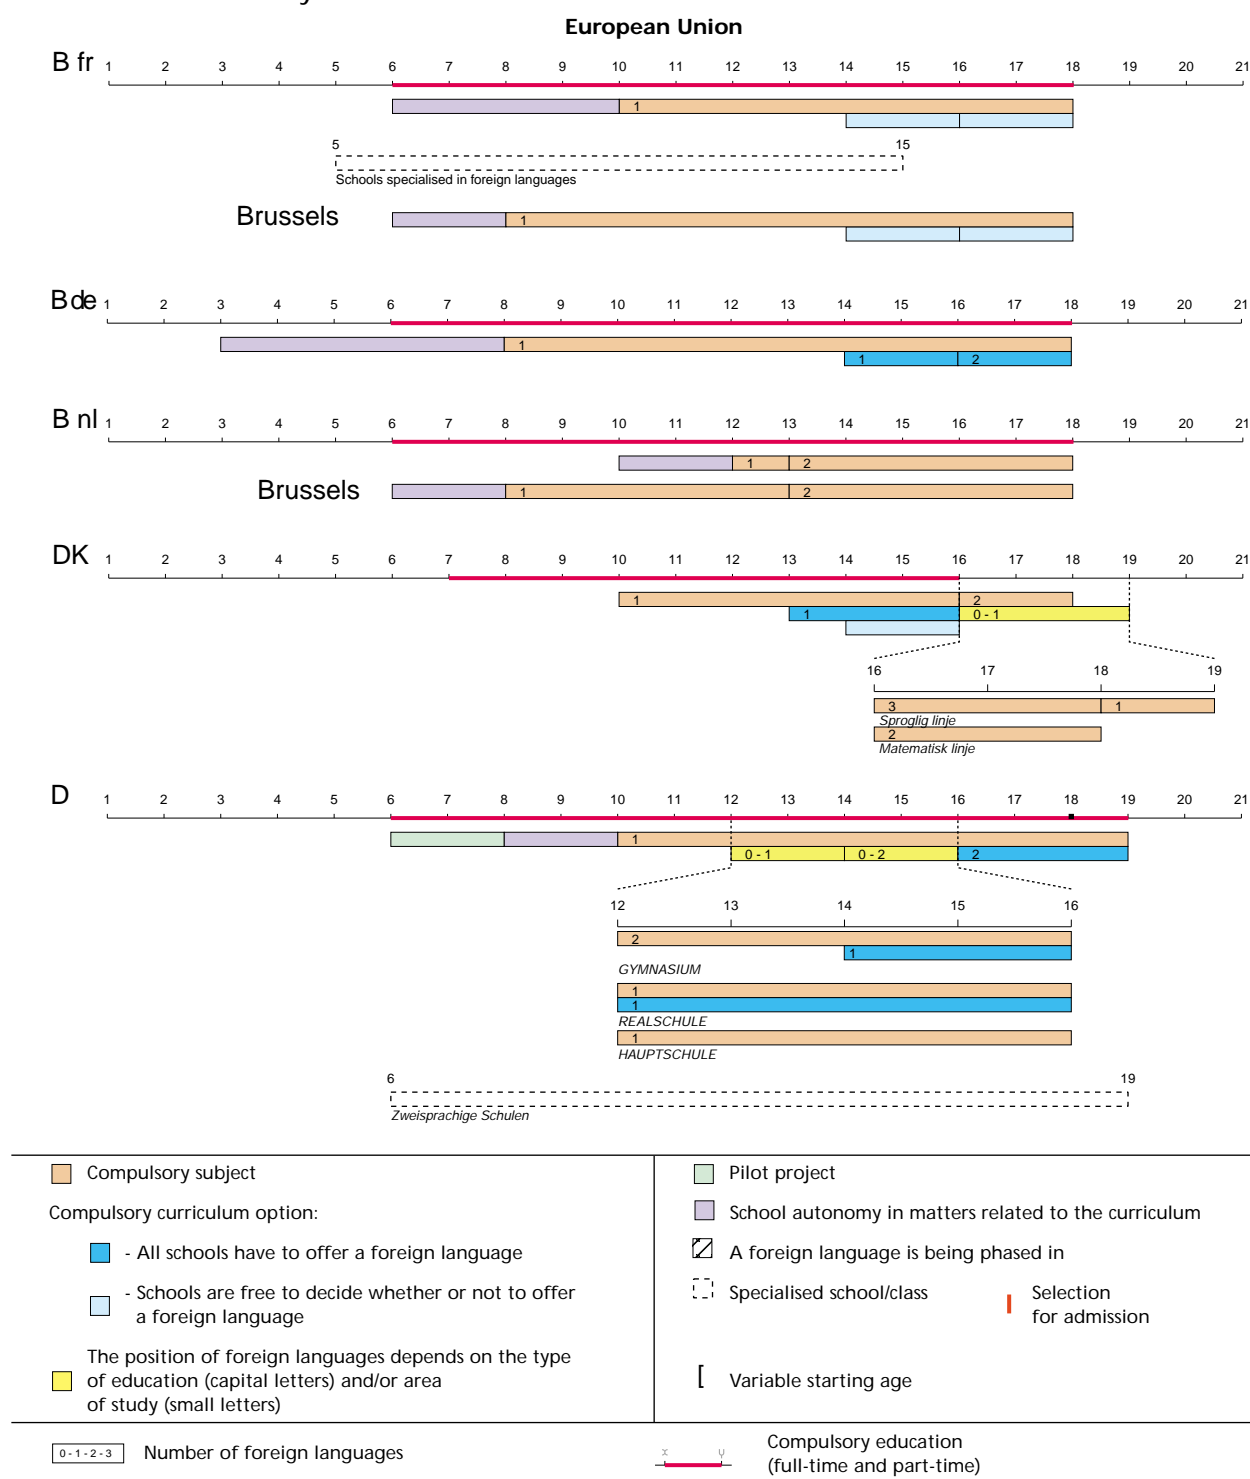 European Union
B fr 1 2 3 4 5 6 7 8 9 10 11 12 13 14 15 16 17 18 19 20 21
1
5 15
Schools specialised in foreign languages
Brussels 1
B de 1 2 3 4 5 6 7 8 9 10 11 12 13 14 15 16 17 18 19 20 21
1
1 2
B nl 1 2 3 4 5 6 7 8 9 10 11 12 13 14 15 16 17 18 19 20 21
1 2
Brussels 1 2
DK 1 2 3 4 5 6 7 8 9 10 11 12 13 14 15 16 17 18 19 20 21
1 2
1 0 - 1
16 17 18 19
3 1
Sproglig linje
2
Matematisk linje
D 1 2 3 4 5 6 7 8 9 10 11 12 13 14 15 16 17 18 19 20 21
1
0 - 1 0 - 2 2
12 13 14 15 16
2
1
GYMNASIUM
1
1
REALSCHULE
1
HAUPTSCHULE
6 19
Zweisprachige Schulen
Compulsory subject
Compulsory curriculum option:
- All schools have to offer a foreign language
- Schools are free to decide whether or not to offer
a foreign language
The position of foreign languages depends on the type
of education (capital letters) and/or area
of study (small letters)
Pilot project
School autonomy in matters related to the curriculum
A foreign language is being phased in
Specialised school/class
Selection
for admission
[ Variable starting age
0 - 1 - 2 - 3 Number of foreign languages
x y Compulsory education
(full-time and part-time)